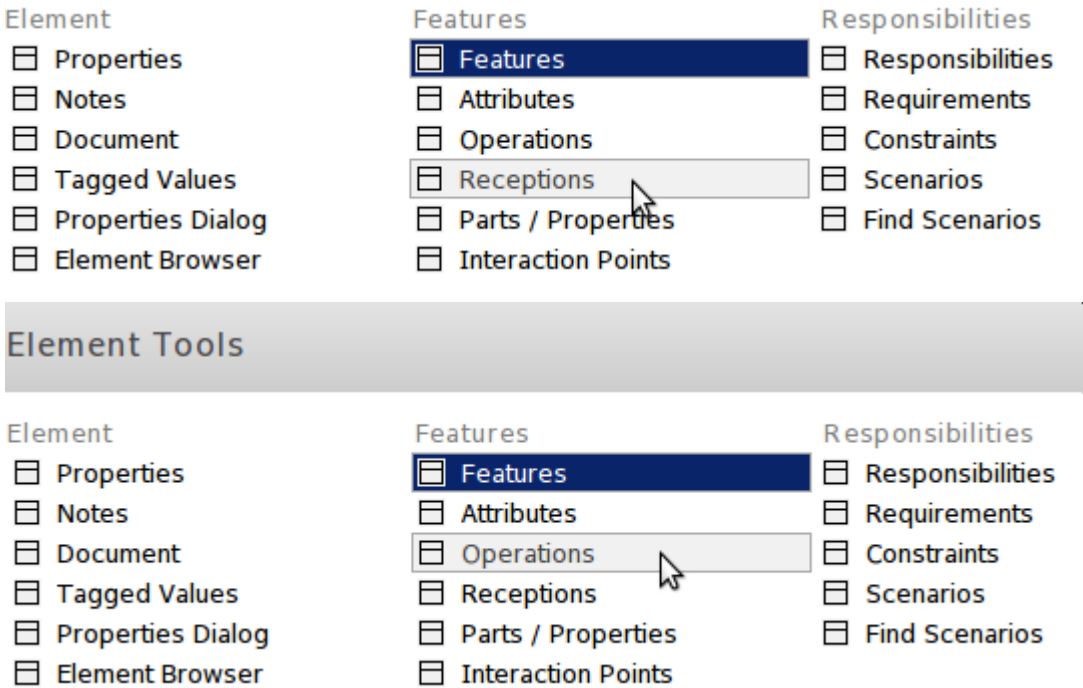 Element Features Responsibilities
Properties Features Responsibilities
Notes Attributes Requirements
Document Operations Constraints
Tagged Values Receptions Scenarios
Properties Dialog Parts / Properties Find Scenarios
Element Browser Interaction Points
Element Tools
Element Features Responsibilities
Properties Features Responsibilities
Notes Attributes Requirements
Document Operations Constraints
Tagged Values Receptions Scenarios
Properties Dialog Parts / Properties Find Scenarios
Element Browser Interaction Points